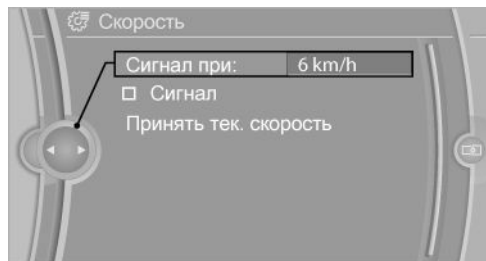 Скорость
Сигнал при: 6 km/h
Сигнал
Принять тек. скорость